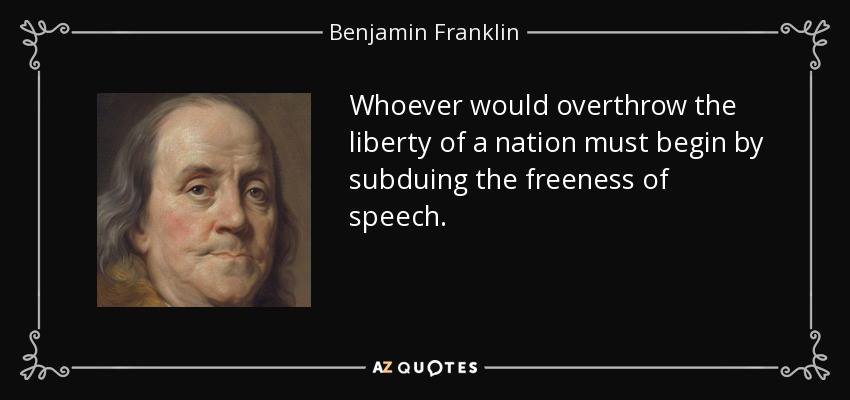 Benjamin Franklin
Whoever would overthrow the
liberty of a nation must begin by
subduing the freeness of
speech.
AZ QUOTES